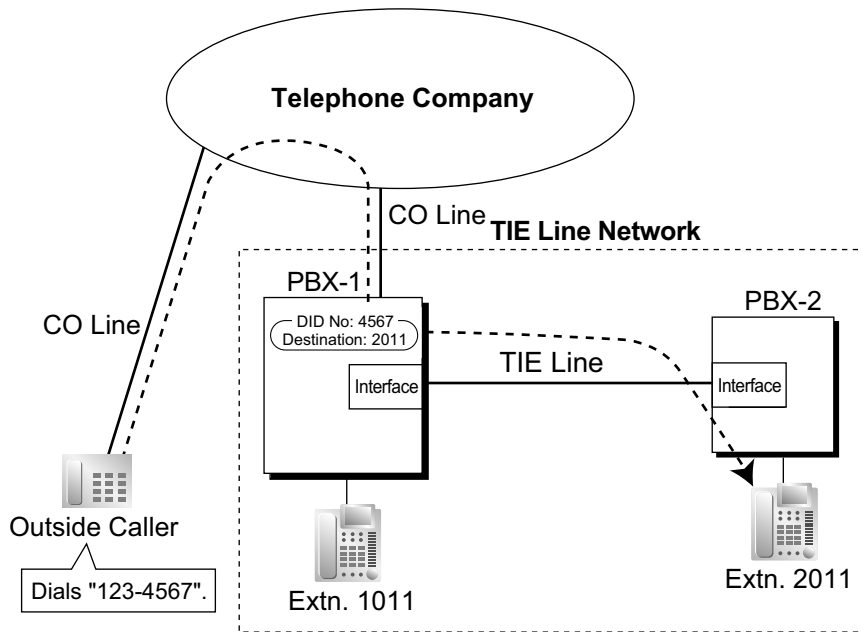 Telephone Company
CO Line
TIE Line Network
PBX-1
PBX-2
CO Line
DID No: 4567
Destination: 2011
TIE Line
Interface
Interface
Outside Caller
Dials "123-4567".
Extn. 1011
Extn. 2011